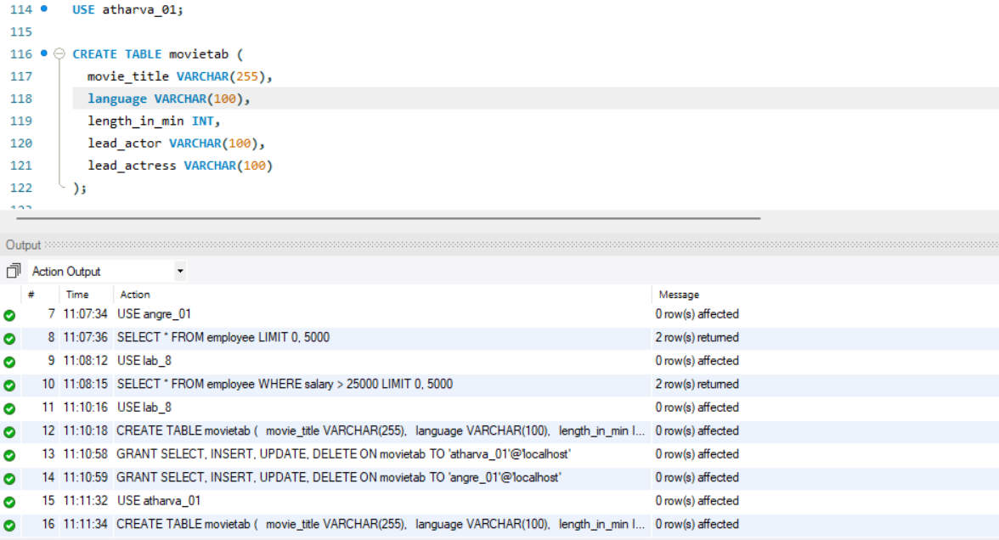 114 USE atharva_01;
115
116 CREATE TABLE movietab (
117 movie_title VARCHAR(255),
118 language VARCHAR(100),
119 length_in_min INT,
120 lead_actor VARCHAR(100),
121 lead_actress VARCHAR(100)
122 );
Output
Action Output
# Time Action Message
7 11:07:34 USE angre_01 0 row(s) affected
8 11:07:36 SELECT * FROM employee LIMIT 0, 5000 2 row(s) returned
9 11:08:12 USE lab_8 0 row(s) affected
10 11:08:15 SELECT * FROM employee WHERE salary > 25000 LIMIT 0, 5000 2 row(s) returned
11 11:10:16 USE lab_8 0 row(s) affected
12 11:10:18 CREATE TABLE movietab ( movie_title VARCHAR(255), language VARCHAR(100), length_in_min I... 0 row(s) affected
13 11:10:58 GRANT SELECT, INSERT, UPDATE, DELETE ON movietab TO 'atharva_01'@'localhost' 0 row(s) affected
14 11:10:59 GRANT SELECT, INSERT, UPDATE, DELETE ON movietab TO 'angre_01'@'localhost' 0 row(s) affected
15 11:11:32 USE atharva_01 0 row(s) affected
16 11:11:34 CREATE TABLE movietab ( movie_title VARCHAR(255), language VARCHAR(100), length_in_min I... 0 row(s) affected